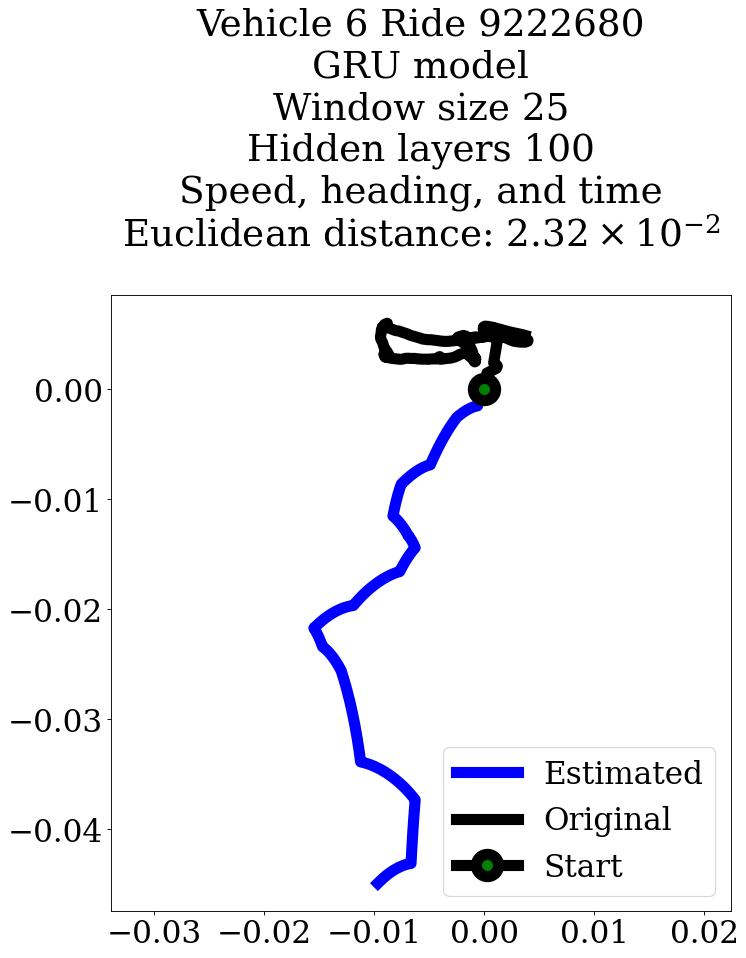 Vehicle 6 Ride 9222680
GRU model
Window size 25
Hidden layers 100
Speed, heading, and time
Euclidean distance: 2.32 × 10⁻²
0.00
−0.01
−0.02
−0.03
−0.04
Estimated
Original
Start
−0.03 −0.02 −0.01 0.00 0.01 0.02